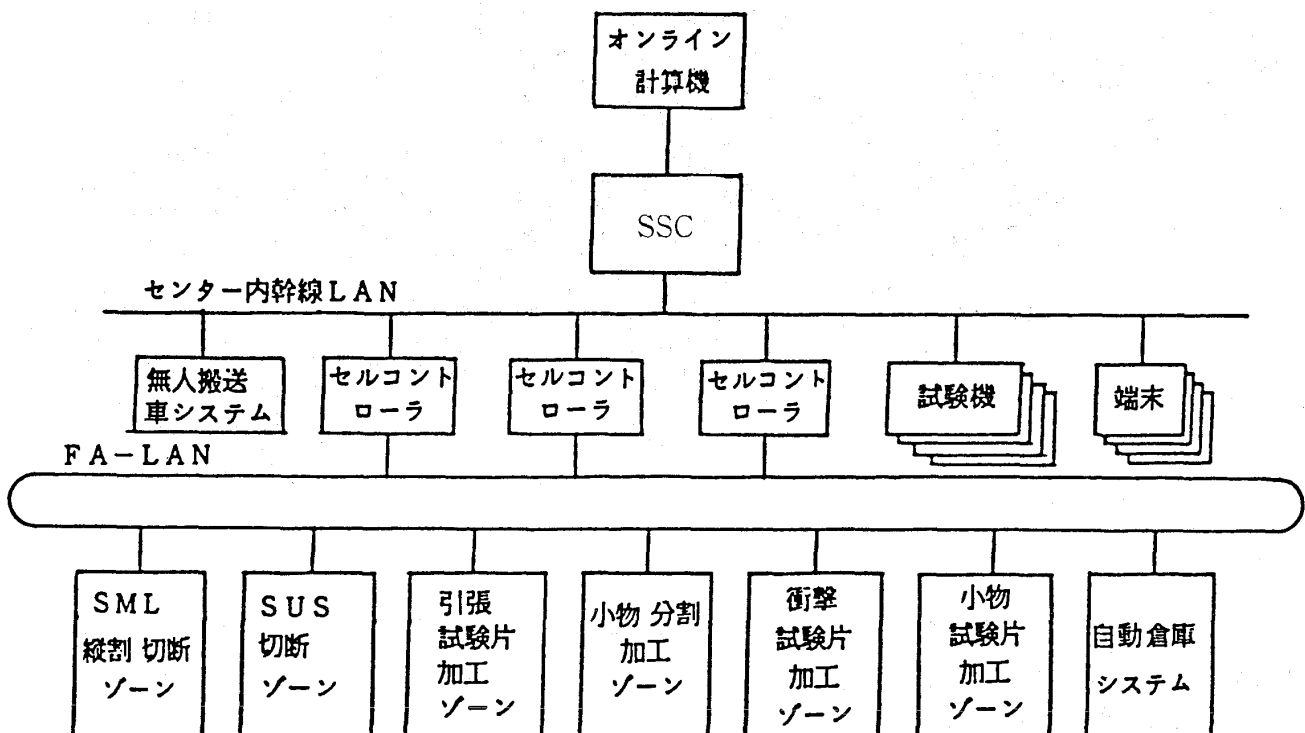 オンライン
計算機
SSC
センター内幹線LAN
無人搬送
車システム
セルコント
ローラ
セルコント
ローラ
セルコント
ローラ
試験機
端末
FA-LAN
SML
縦割 切断
ゾーン
SUS
切断
ゾーン
引張
試験片
加工
ゾーン
小物 分割
加工
ゾーン
衝撃
試験片
加工
ゾーン
小物
試験片
加工
ゾーン
自動倉庫
システム